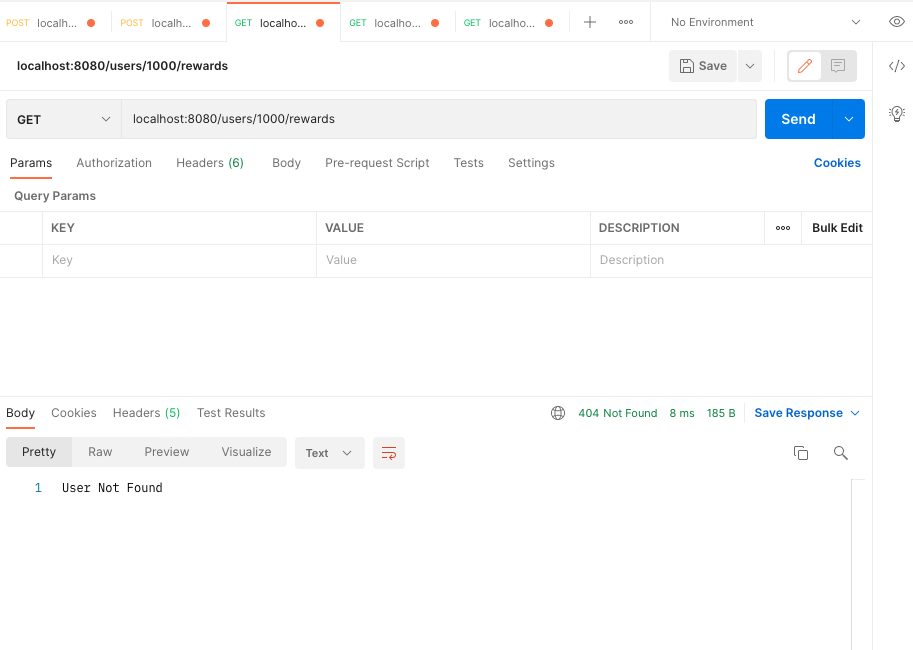 POST localh... POST localh... GET localho... GET localho... GET localho... No Environment
localhost:8080/users/1000/rewards Save
GET localhost:8080/users/1000/rewards Send
Params Authorization Headers (6) Body Pre-request Script Tests Settings Cookies
Query Params
KEY VALUE DESCRIPTION Bulk Edit
Key Value Description
Body Cookies Headers (5) Test Results 404 Not Found 8 ms 185 B Save Response
Pretty Raw Preview Visualize Text
1 User Not Found